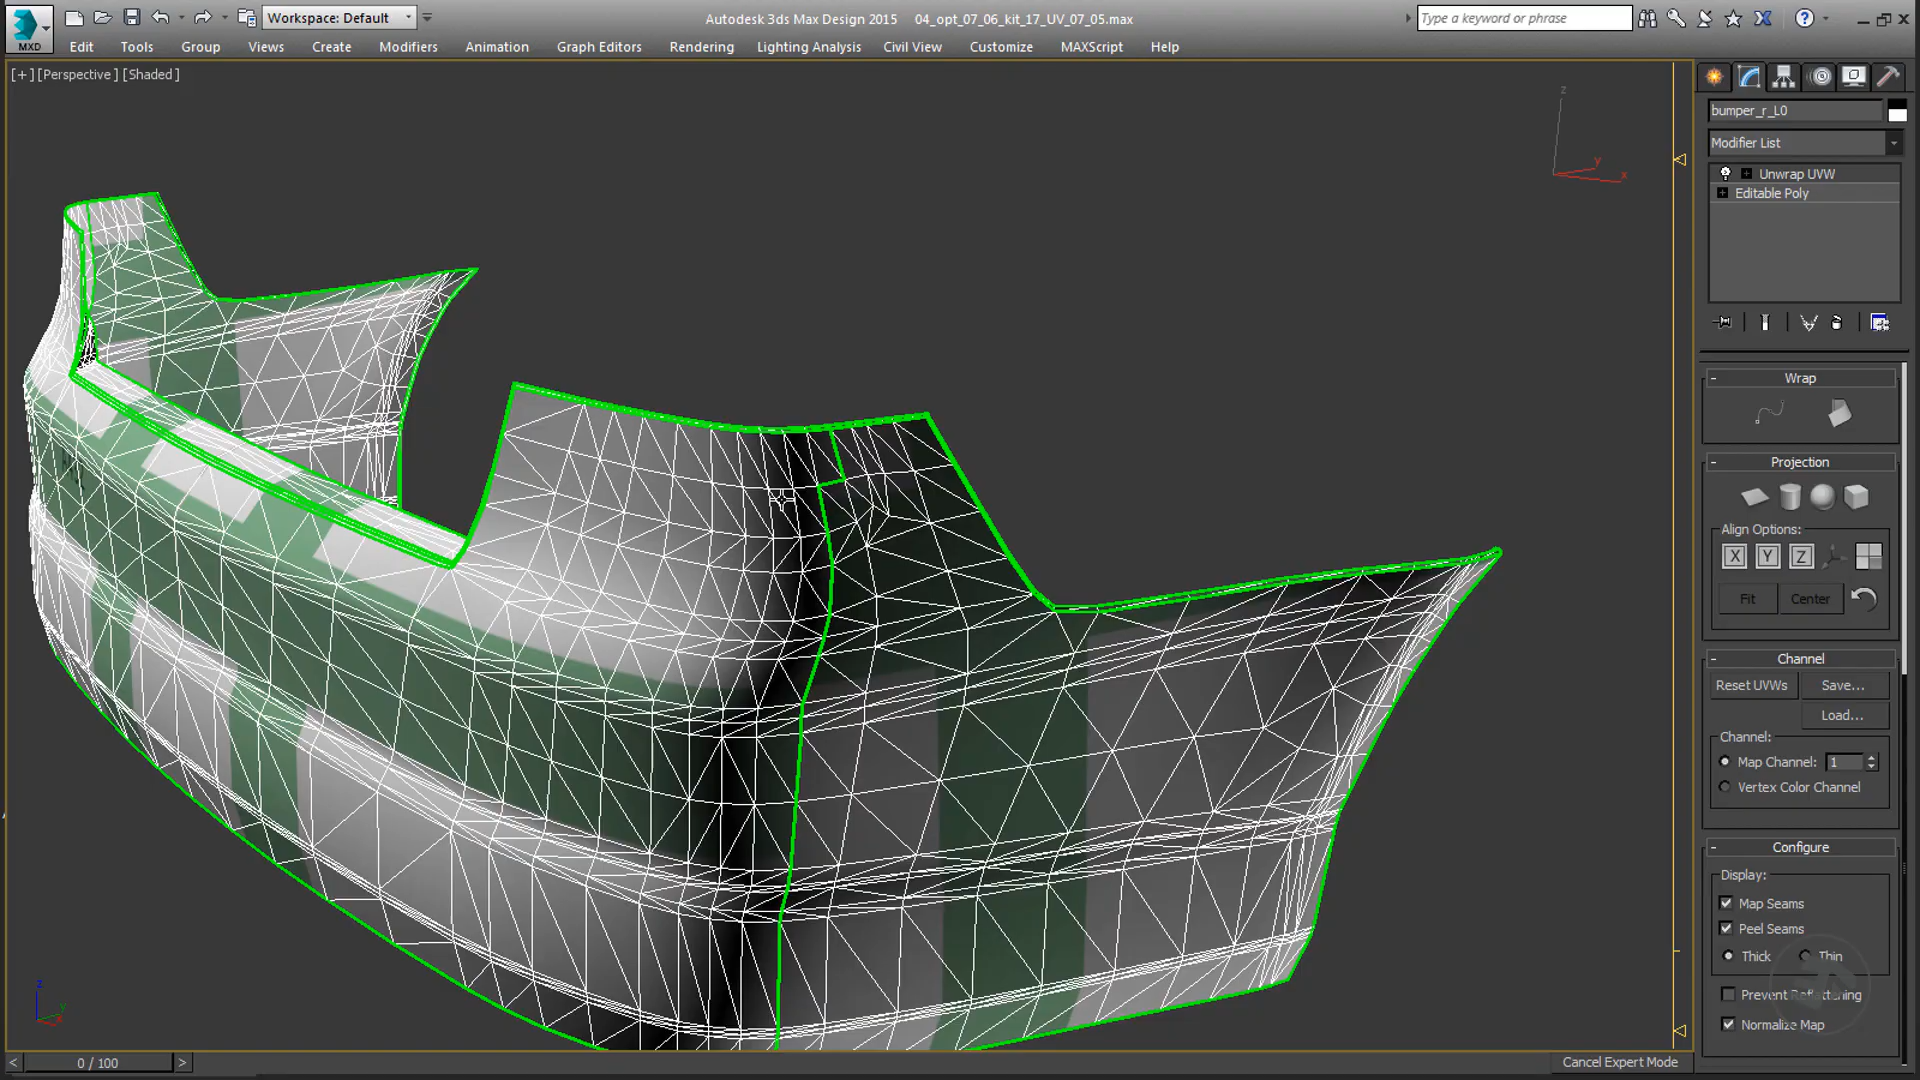 Workspace: Default
Autodesk 3ds Max Design 2015 04_opt_07_06_kit_17_UV_07_05.max
Type a keyword or phrase
MXD
Edit Tools Group Views Create Modifiers Animation Graph Editors Rendering Lighting Analysis Civil View Customize MAXScript Help
[+][Perspective][Shaded]
bumper_r_L0
Modifier List
Unwrap UVW
Editable Poly
Wrap
Projection
Align Options:
X Y Z
Fit Center
Channel
Reset UVWs Save...
Load...
Channel:
Map Channel: 1
Vertex Color Channel
Configure
Display:
Map Seams
Peel Seams
Thick Thin
Prevent Reflattening
Normalize Map
z y x
z y x
< 0 / 100 >
Cancel Expert Mode